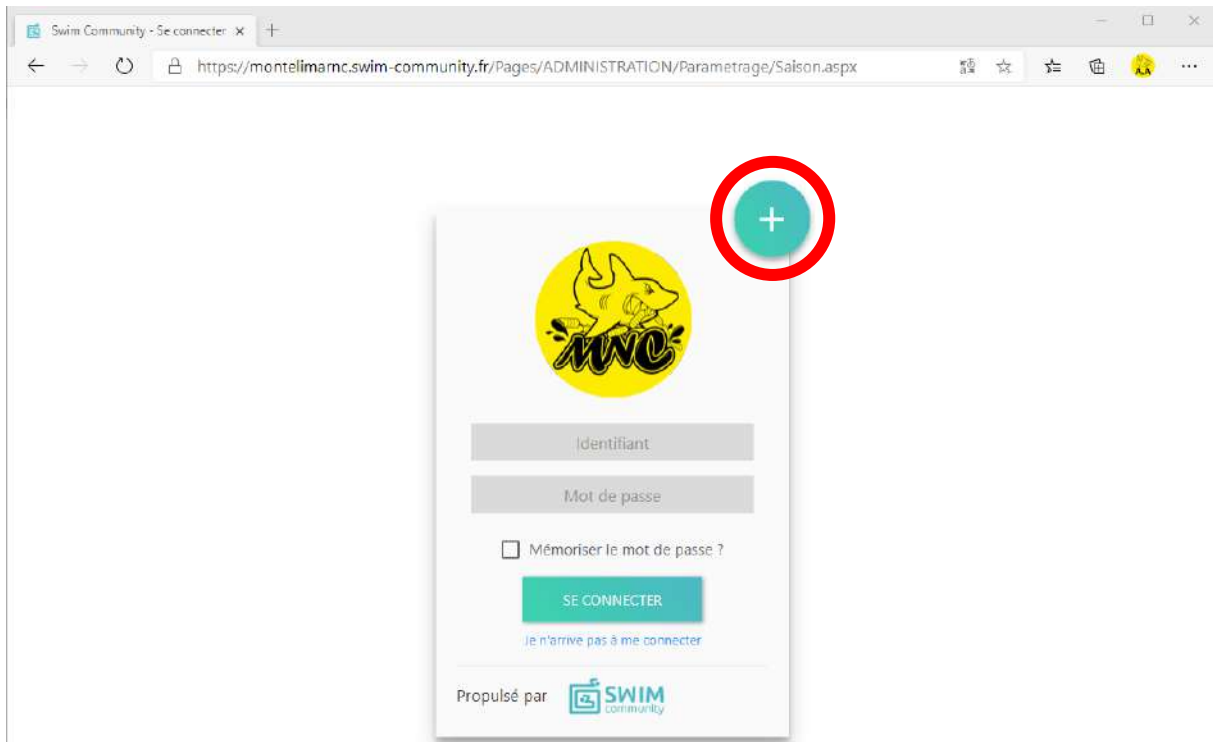 Swim Community - Se connecter
https://montelimarnc.swim-community.fr/Pages/ADMINISTRATION/Parametrage/Saison.aspx
MNC
Identifiant
Mot de passe
Mémoriser le mot de passe ?
SE CONNECTER
Je n'arrive pas à me connecter
Propulsé par
SWIM
community